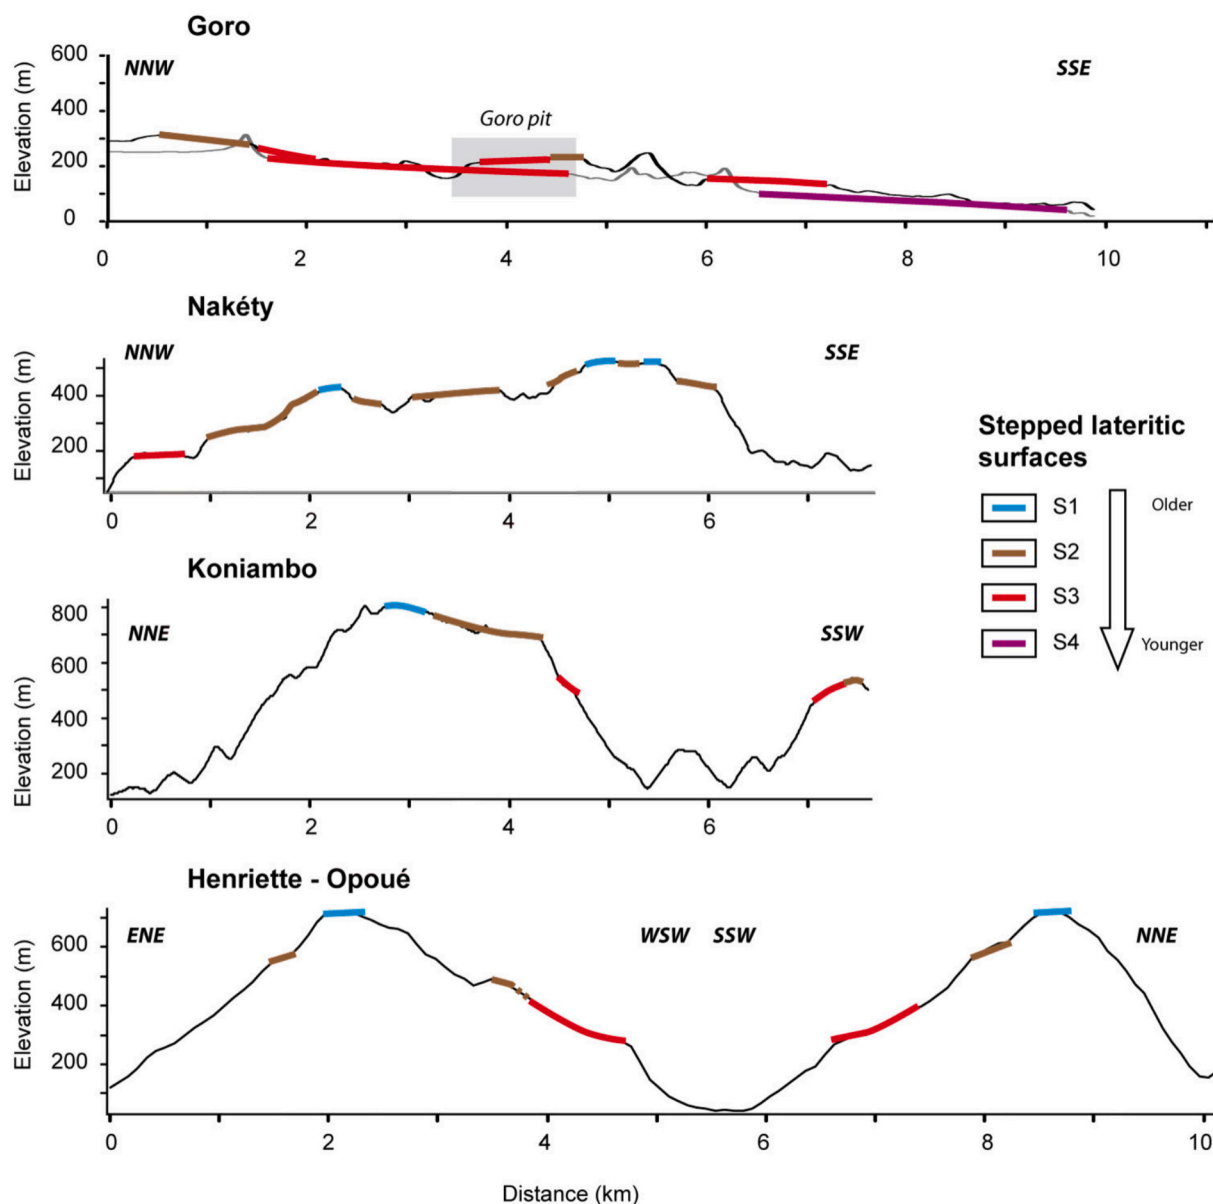 Goro
Elevation (m)
600
400
200
0
NNW
SSE
Goro pit
0 2 4 6 8 10
Nakéty
Elevation (m)
400
200
NNW
SSE
0 2 4 6
Koniambo
Elevation (m)
800
600
400
200
NNE
SSW
0 2 4 6
Henriette - Opoué
Elevation (m)
600
400
200
ENE
WSW SSW
NNE
0 2 4 6 8 10
Distance (km)
Stepped lateritic
surfaces
S1 Older
S2
S3
S4 Younger